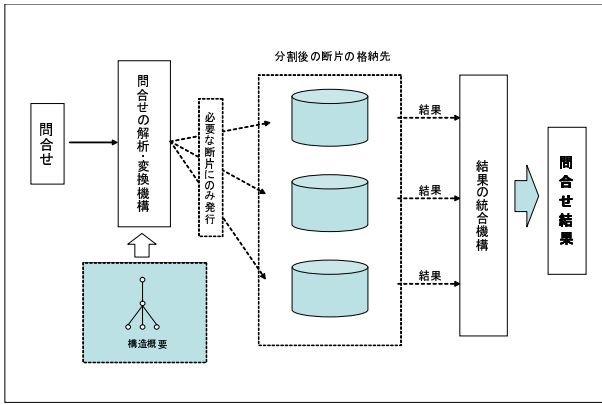 分割後の断片の格納先
問合せ
問合せの解析・変換機構
必要な断片にのみ発行
結果
結果
結果
結果の統合機構
問合せ結果
構造概要